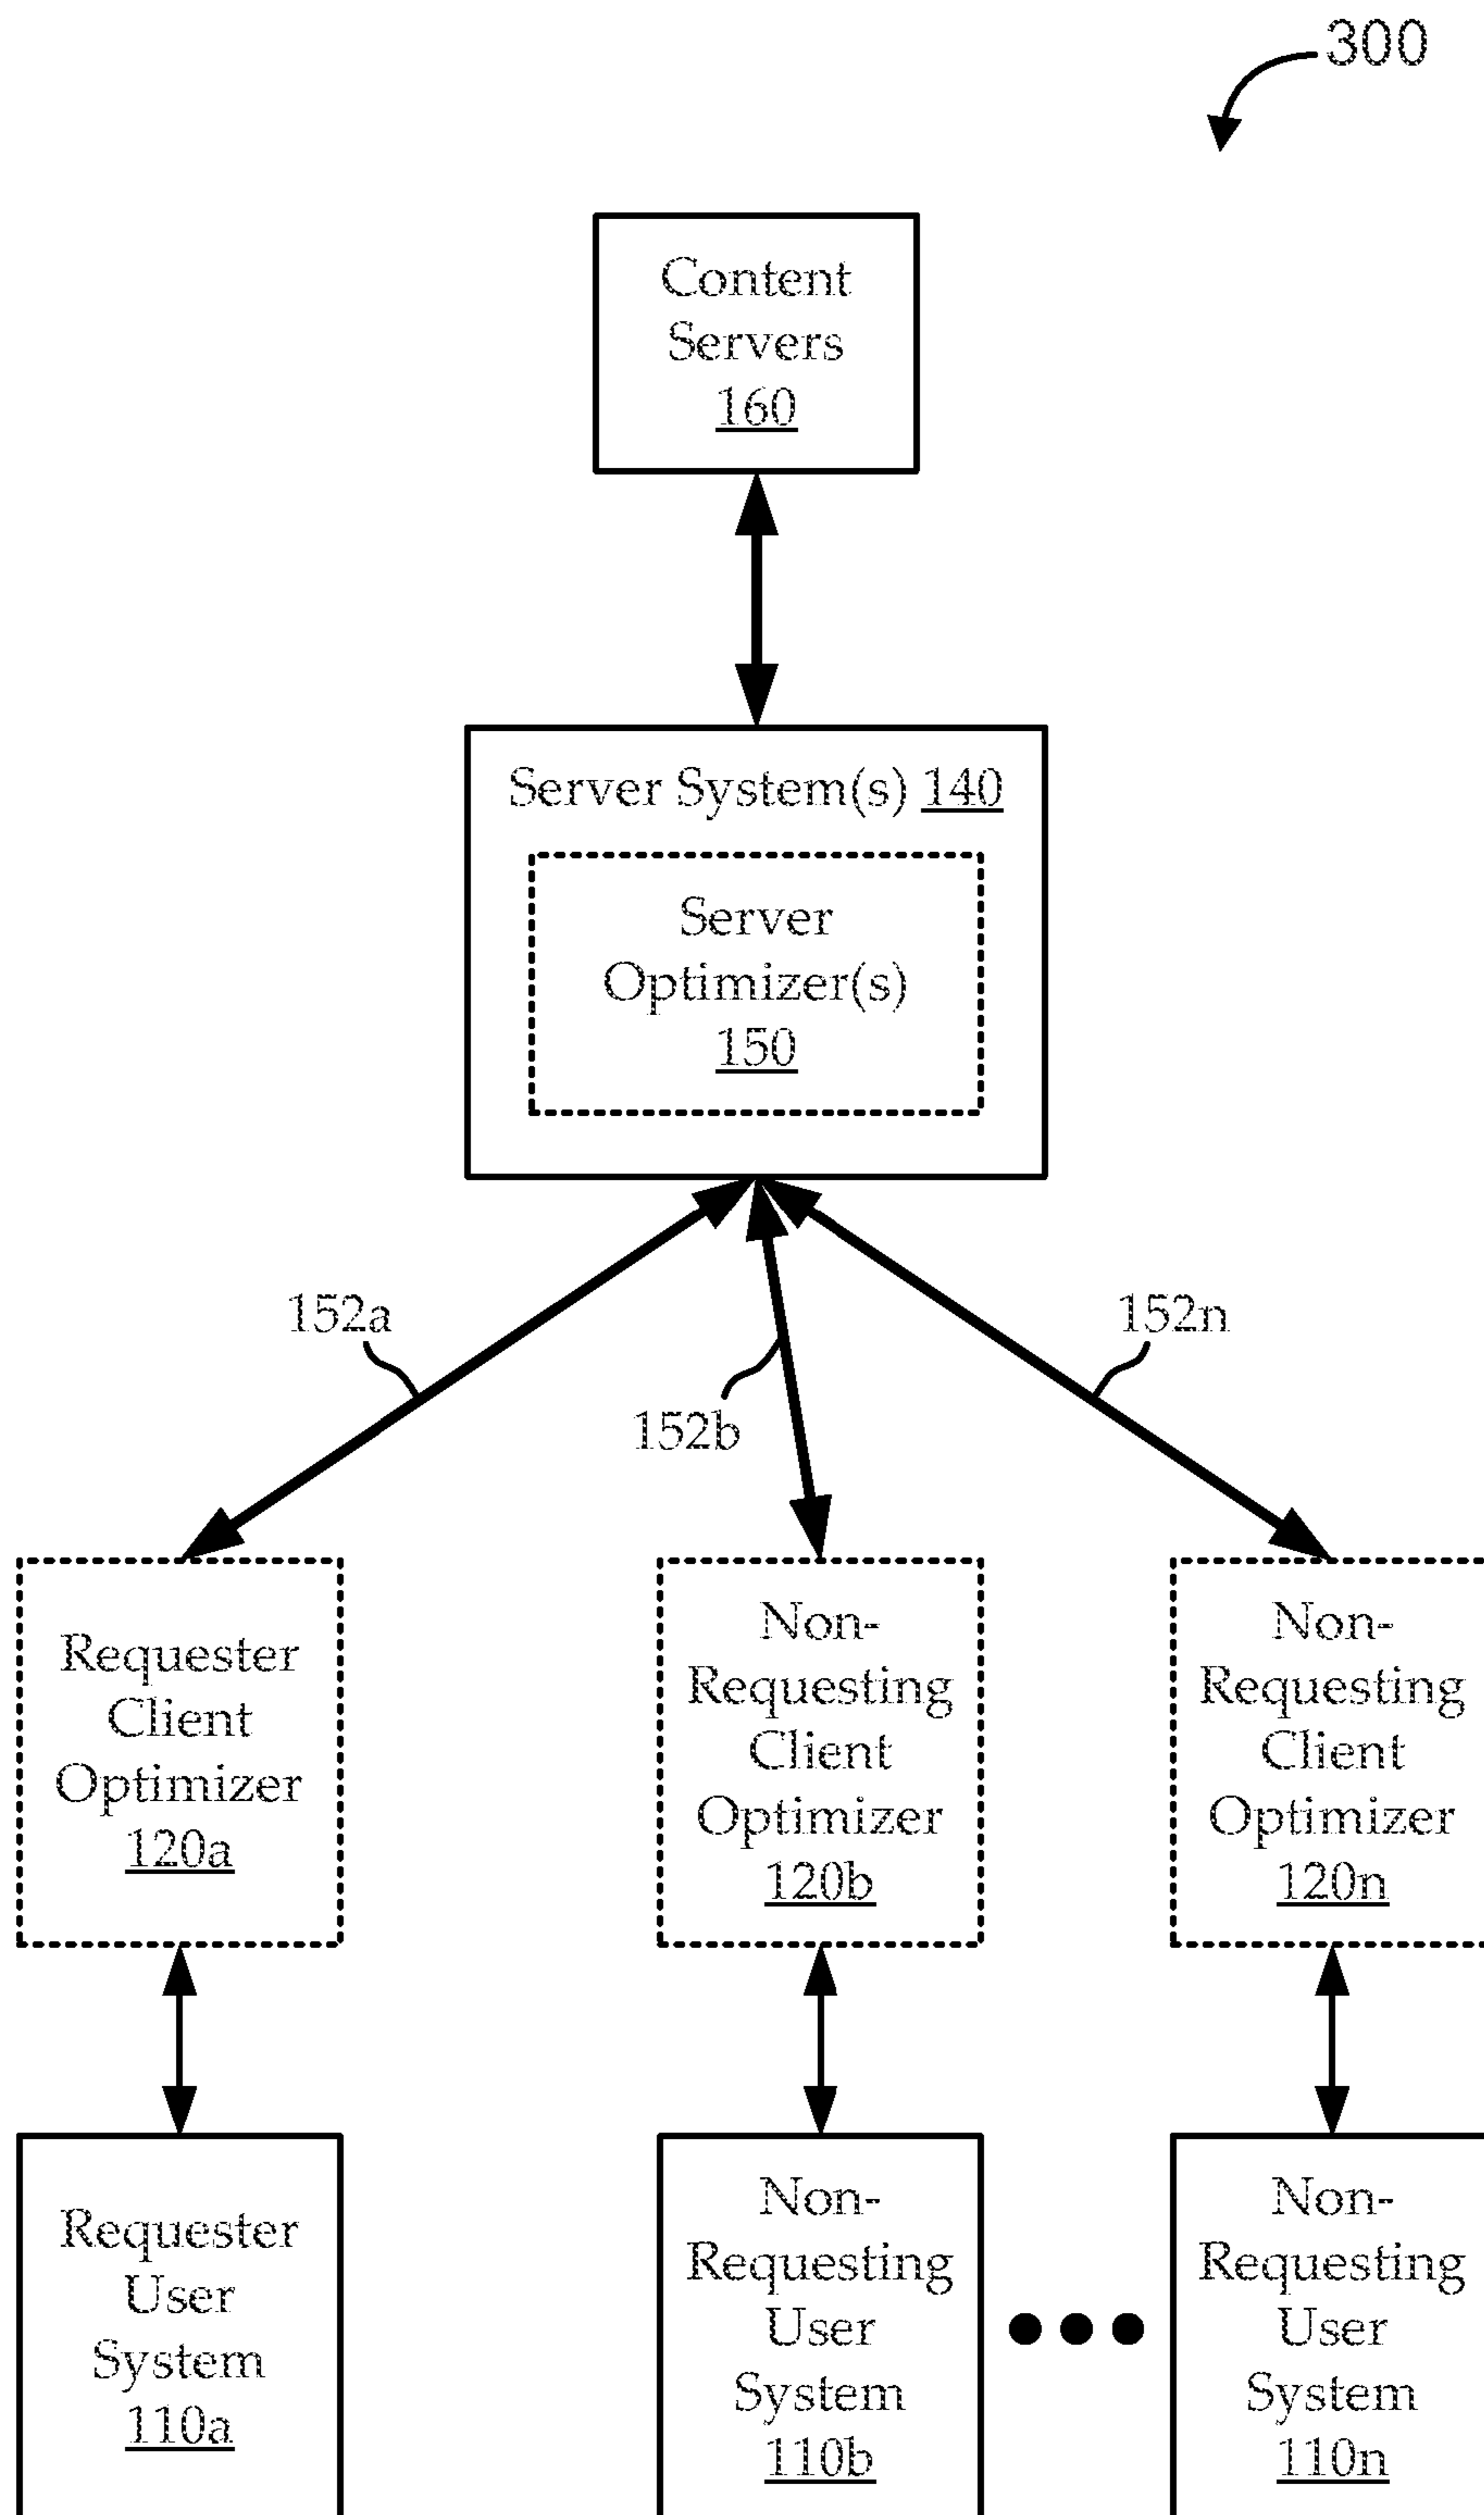 300
Content
Servers
160
Server System(s) 140
Server
Optimizer(s)
150
152a
152b
152n
Requester
Client
Optimizer
120a
Non-
Requesting
Client
Optimizer
120b
Non-
Requesting
Client
Optimizer
120n
Requester
User
System
110a
Non-
Requesting
User
System
110b
Non-
Requesting
User
System
110n